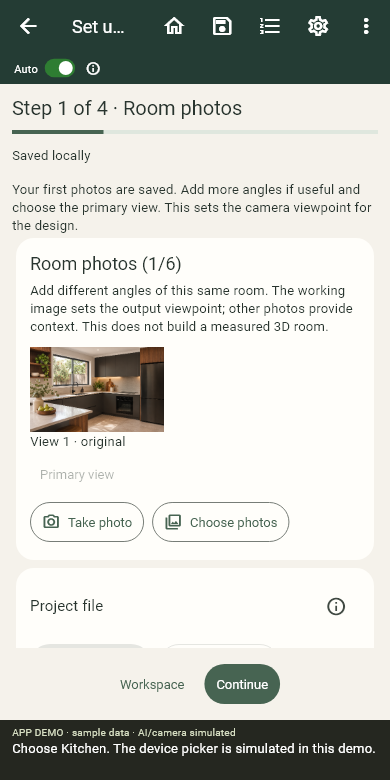 Set u...
Auto
Step 1 of 4 · Room photos
Saved locally
Your first photos are saved. Add more angles if useful and
choose the primary view. This sets the camera viewpoint for
the design.
Room photos (1/6)
Add different angles of this same room. The working
image sets the output viewpoint; other photos provide
context. This does not build a measured 3D room.
View 1 · original
Primary view
Take photo
Choose photos
Project file
Workspace
Continue
APP DEMO · sample data · AI/camera simulated
Choose Kitchen. The device picker is simulated in this demo.